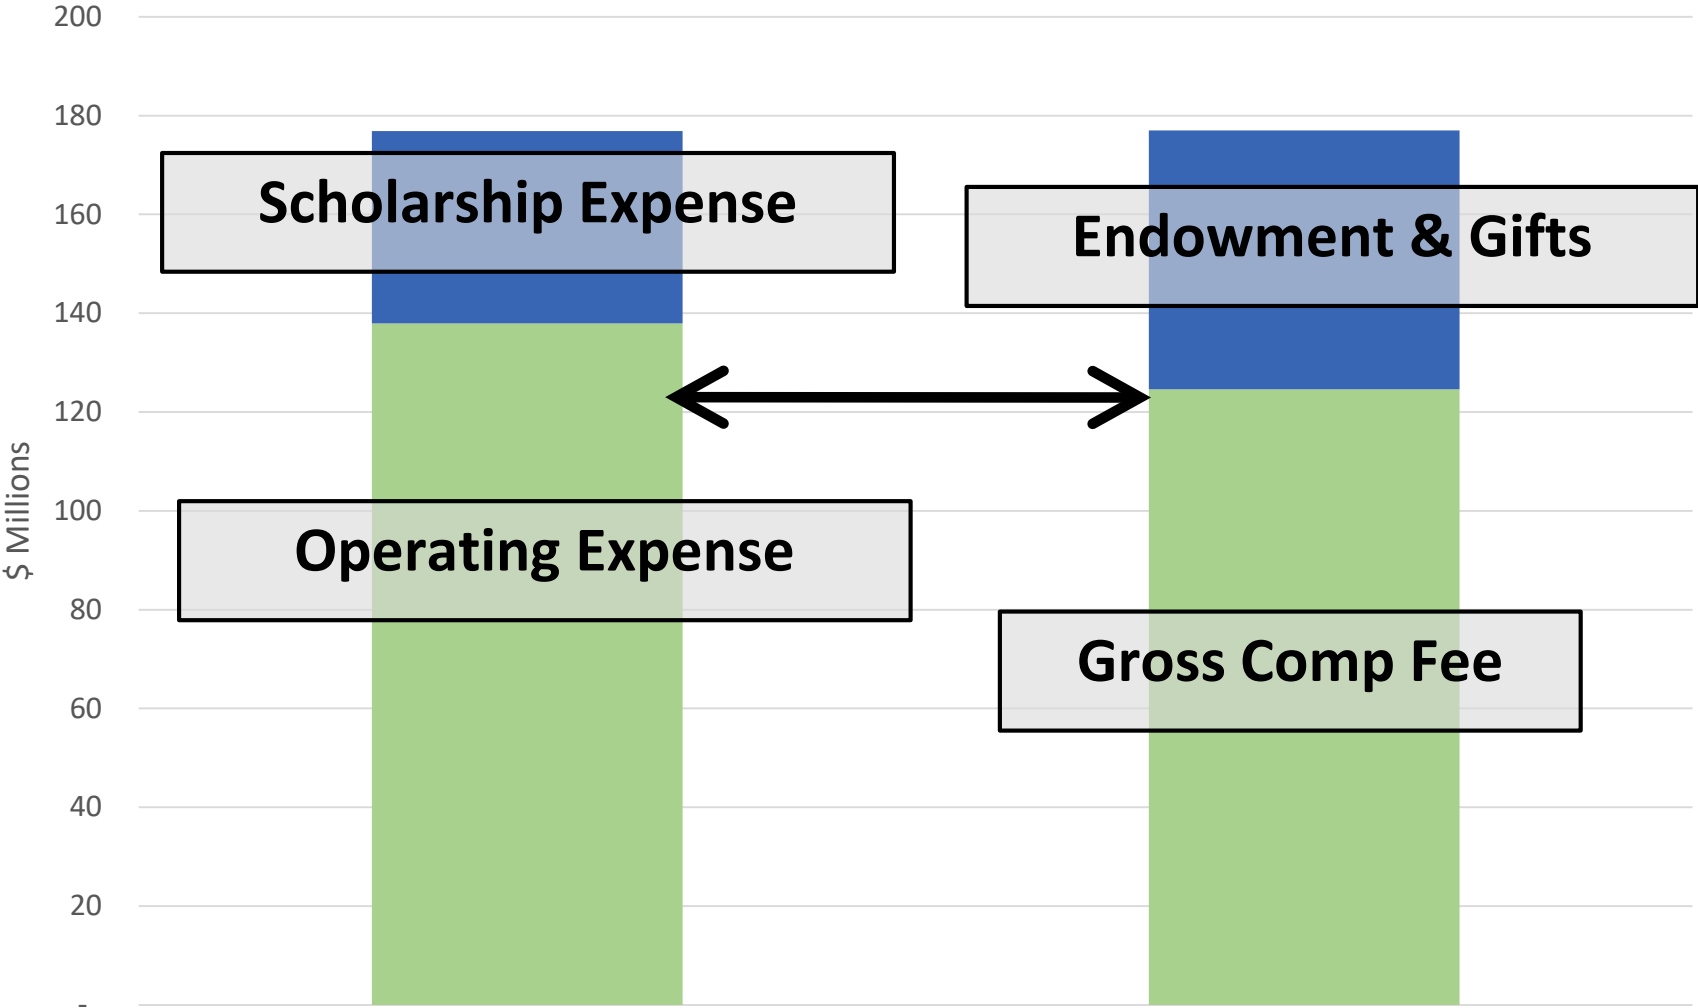 200
180
160
140
120
100
80
60
40
20
-
$ Millions
Scholarship Expense
Endowment & Gifts
Operating Expense
Gross Comp Fee